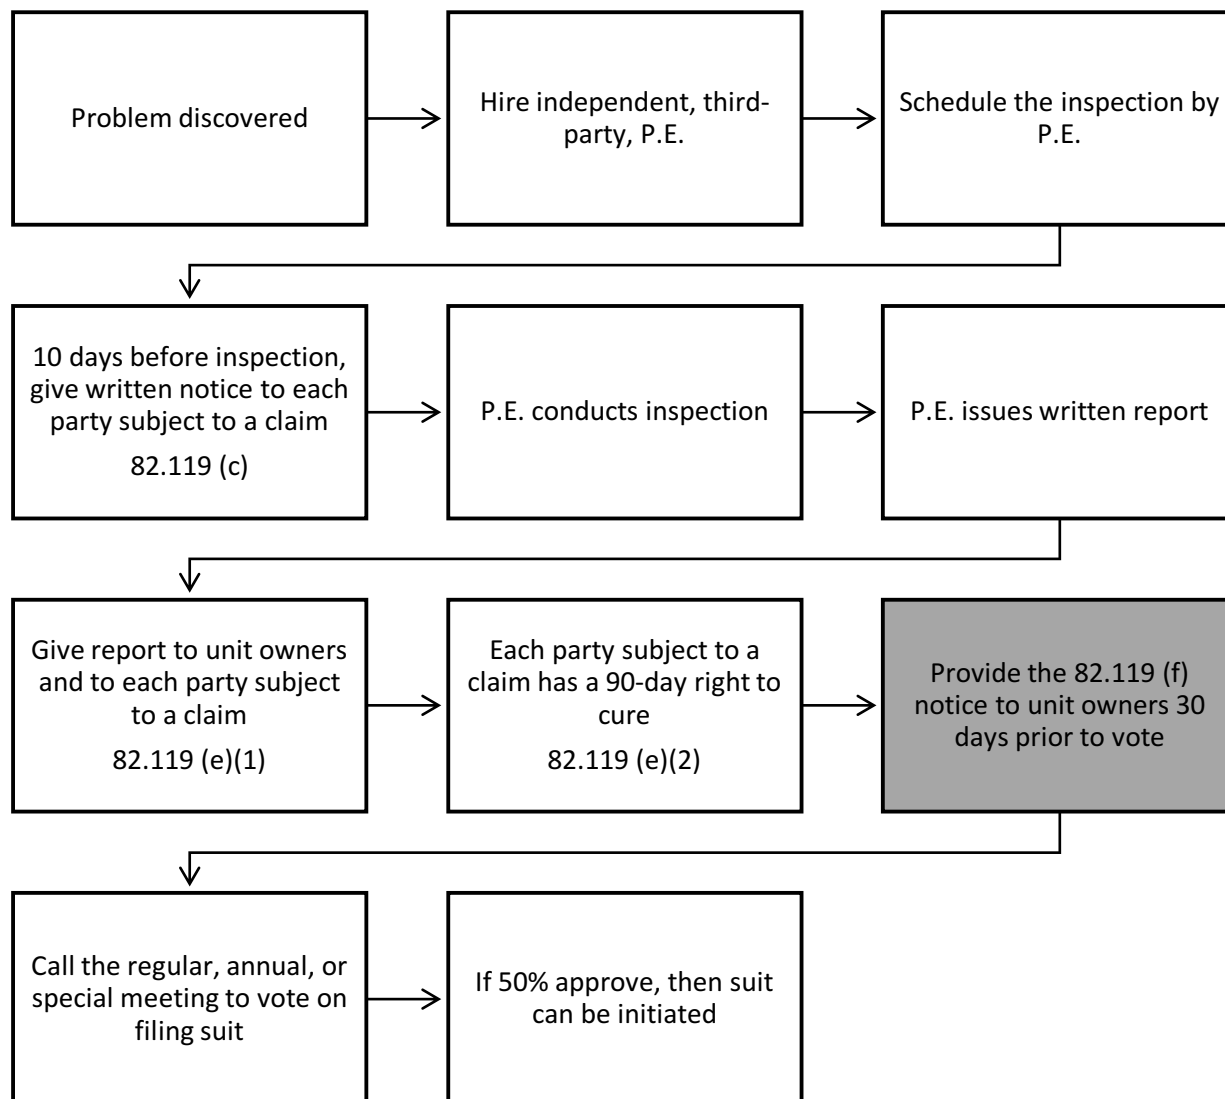 Problem discovered
Hire independent, third-
party, P.E.
Schedule the inspection by
P.E.
10 days before inspection,
give written notice to each
party subject to a claim
82.119 (c)
P.E. conducts inspection
P.E. issues written report
Give report to unit owners
and to each party subject
to a claim
82.119 (e)(1)
Each party subject to a
claim has a 90-day right to
cure
82.119 (e)(2)
Provide the 82.119 (f)
notice to unit owners 30
days prior to vote
Call the regular, annual, or
special meeting to vote on
filing suit
If 50% approve, then suit
can be initiated